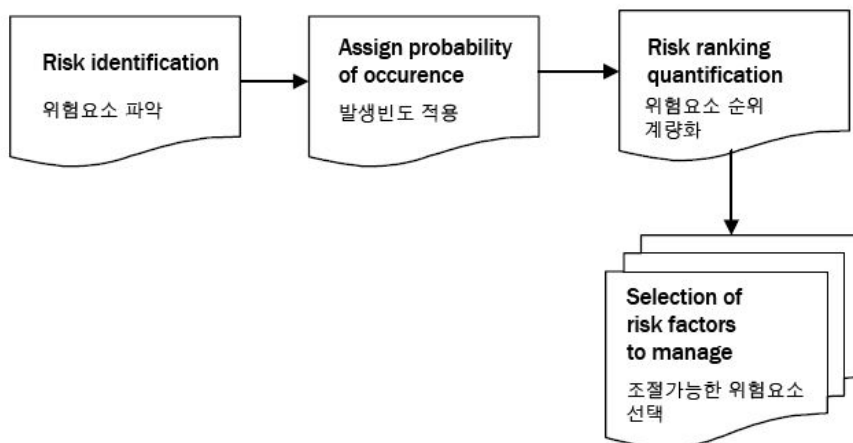 Risk identification
위험요소 파악
Assign probability
of occurence
발생빈도 적용
Risk ranking
quantification
위험요소 순위
계량화
Selection of
risk factors
to manage
조절가능한 위험요소
선택